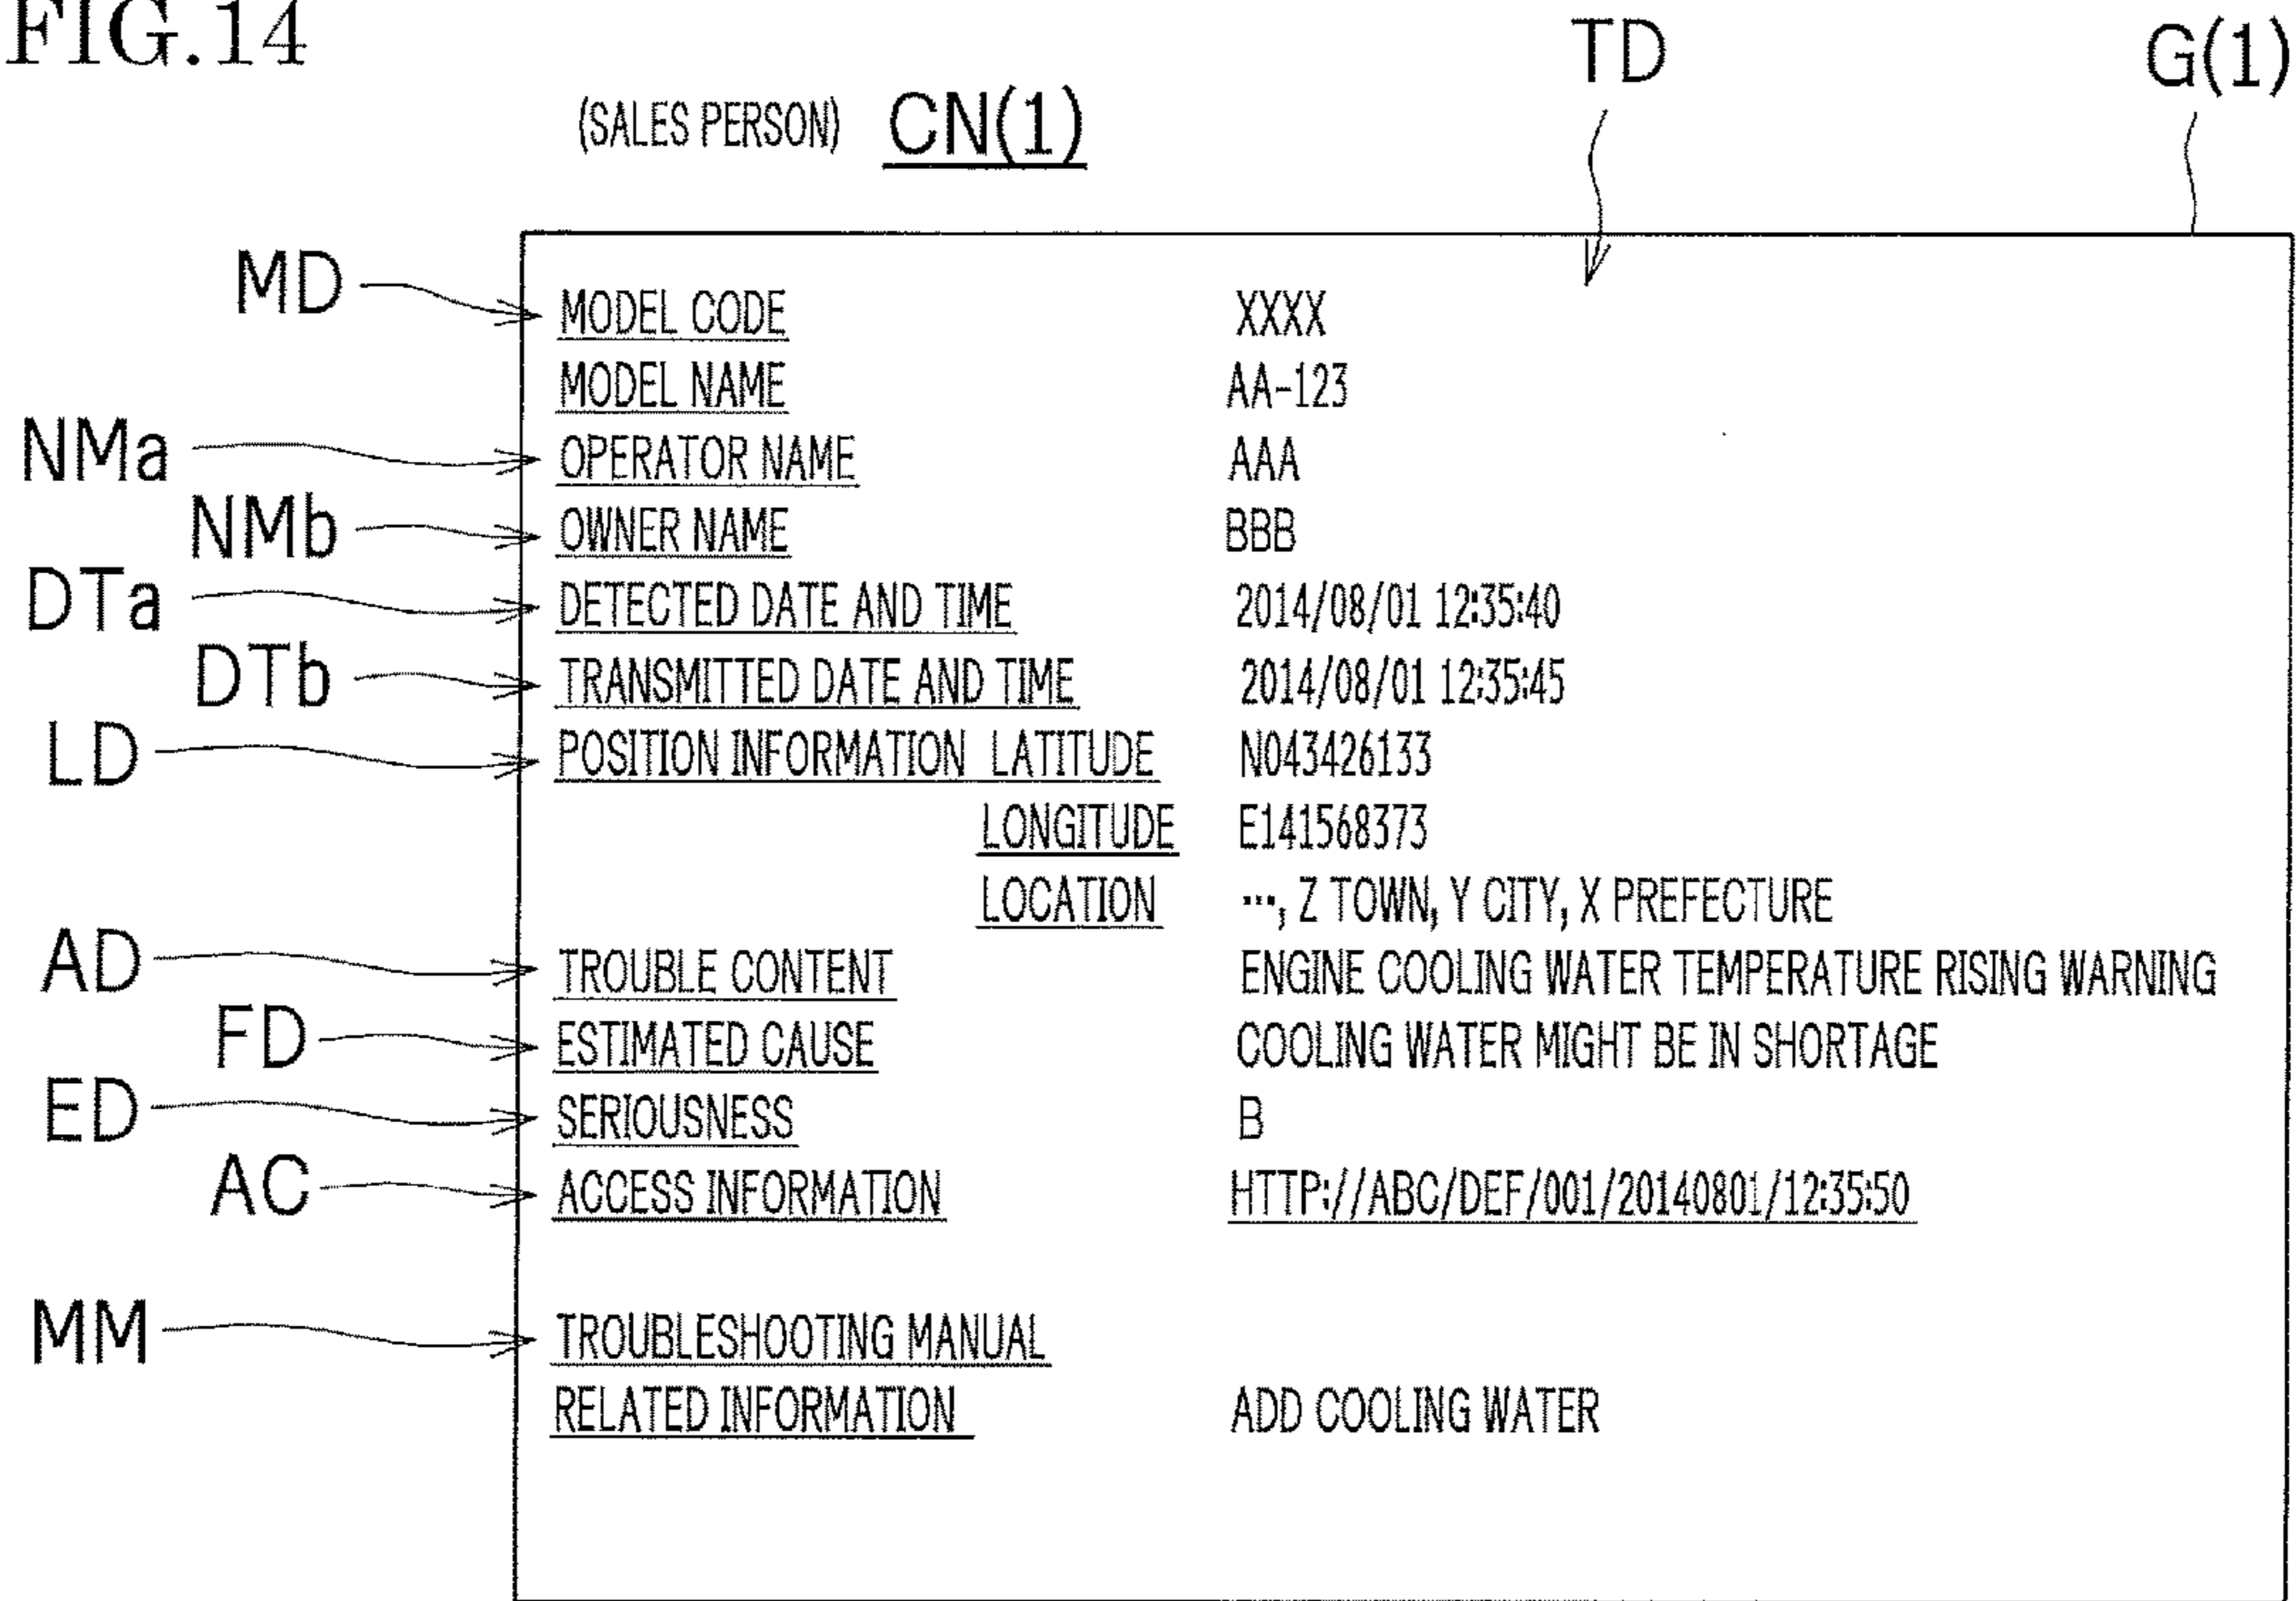 FIG.14
TD
G(1)
(SALES PERSON) CN(1)
MD MODEL CODE XXXX
MODEL NAME AA-123
NMa OPERATOR NAME AAA
NMb OWNER NAME BBB
DTa DETECTED DATE AND TIME 2014/08/01 12:35:40
DTb TRANSMITTED DATE AND TIME 2014/08/01 12:35:45
LD POSITION INFORMATION LATITUDE N043426133
LONGITUDE E141568373
LOCATION ···, Z TOWN, Y CITY, X PREFECTURE
AD TROUBLE CONTENT ENGINE COOLING WATER TEMPERATURE RISING WARNING
FD ESTIMATED CAUSE COOLING WATER MIGHT BE IN SHORTAGE
ED SERIOUSNESS B
AC ACCESS INFORMATION HTTP://ABC/DEF/001/20140801/12:35:50
MM TROUBLESHOOTING MANUAL
RELATED INFORMATION ADD COOLING WATER